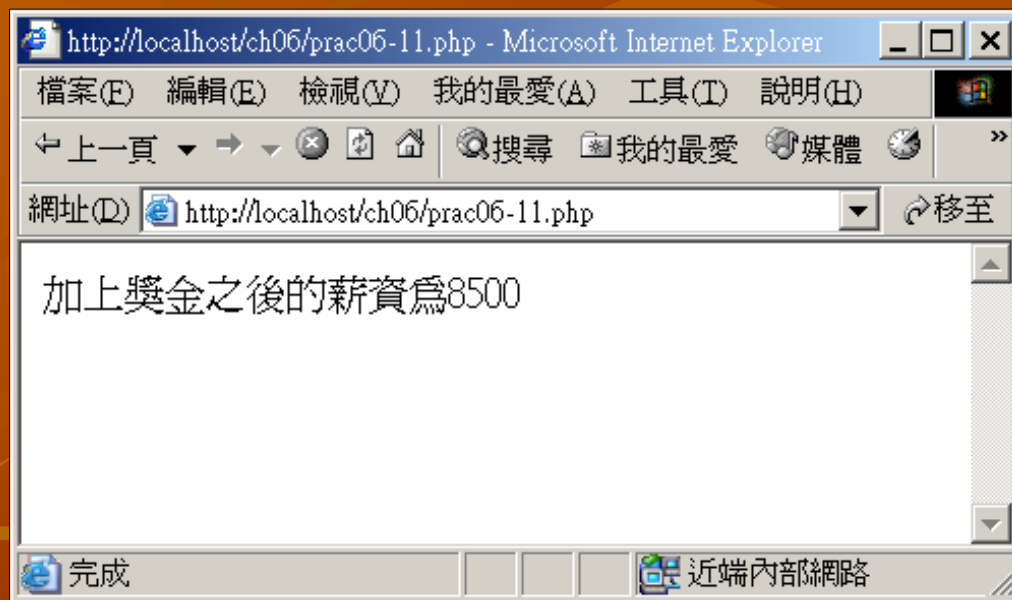 http://localhost/ch06/prac06-11.php - Microsoft Internet Explorer
檔案(F) 編輯(E) 檢視(V) 我的最愛(A) 工具(T) 說明(H)
上一頁 搜尋 我的最愛 媒體 »
網址(D) http://localhost/ch06/prac06-11.php 移至
加上獎金之後的薪資為8500
完成 近端內部網路